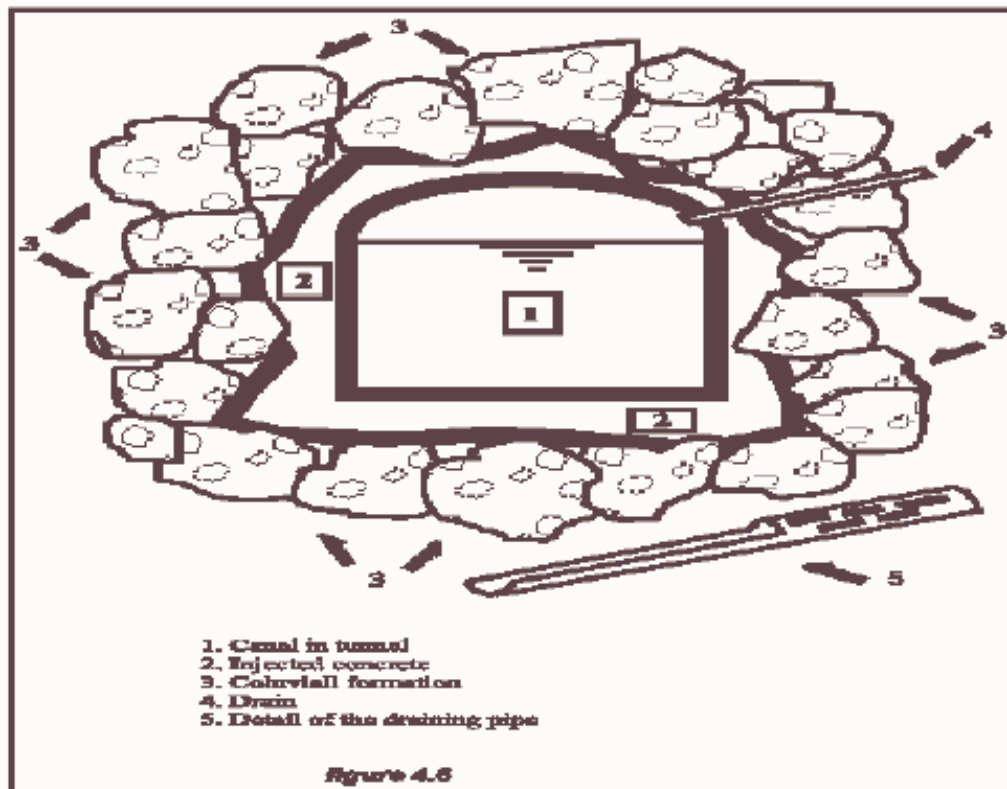 3
4
3
2
1
3
2
3
5
1. Canal in tunnel
2. Injected concrete
3. Coluviall formation
4. Drain
5. Detail of the draining pipe
figure 4.6